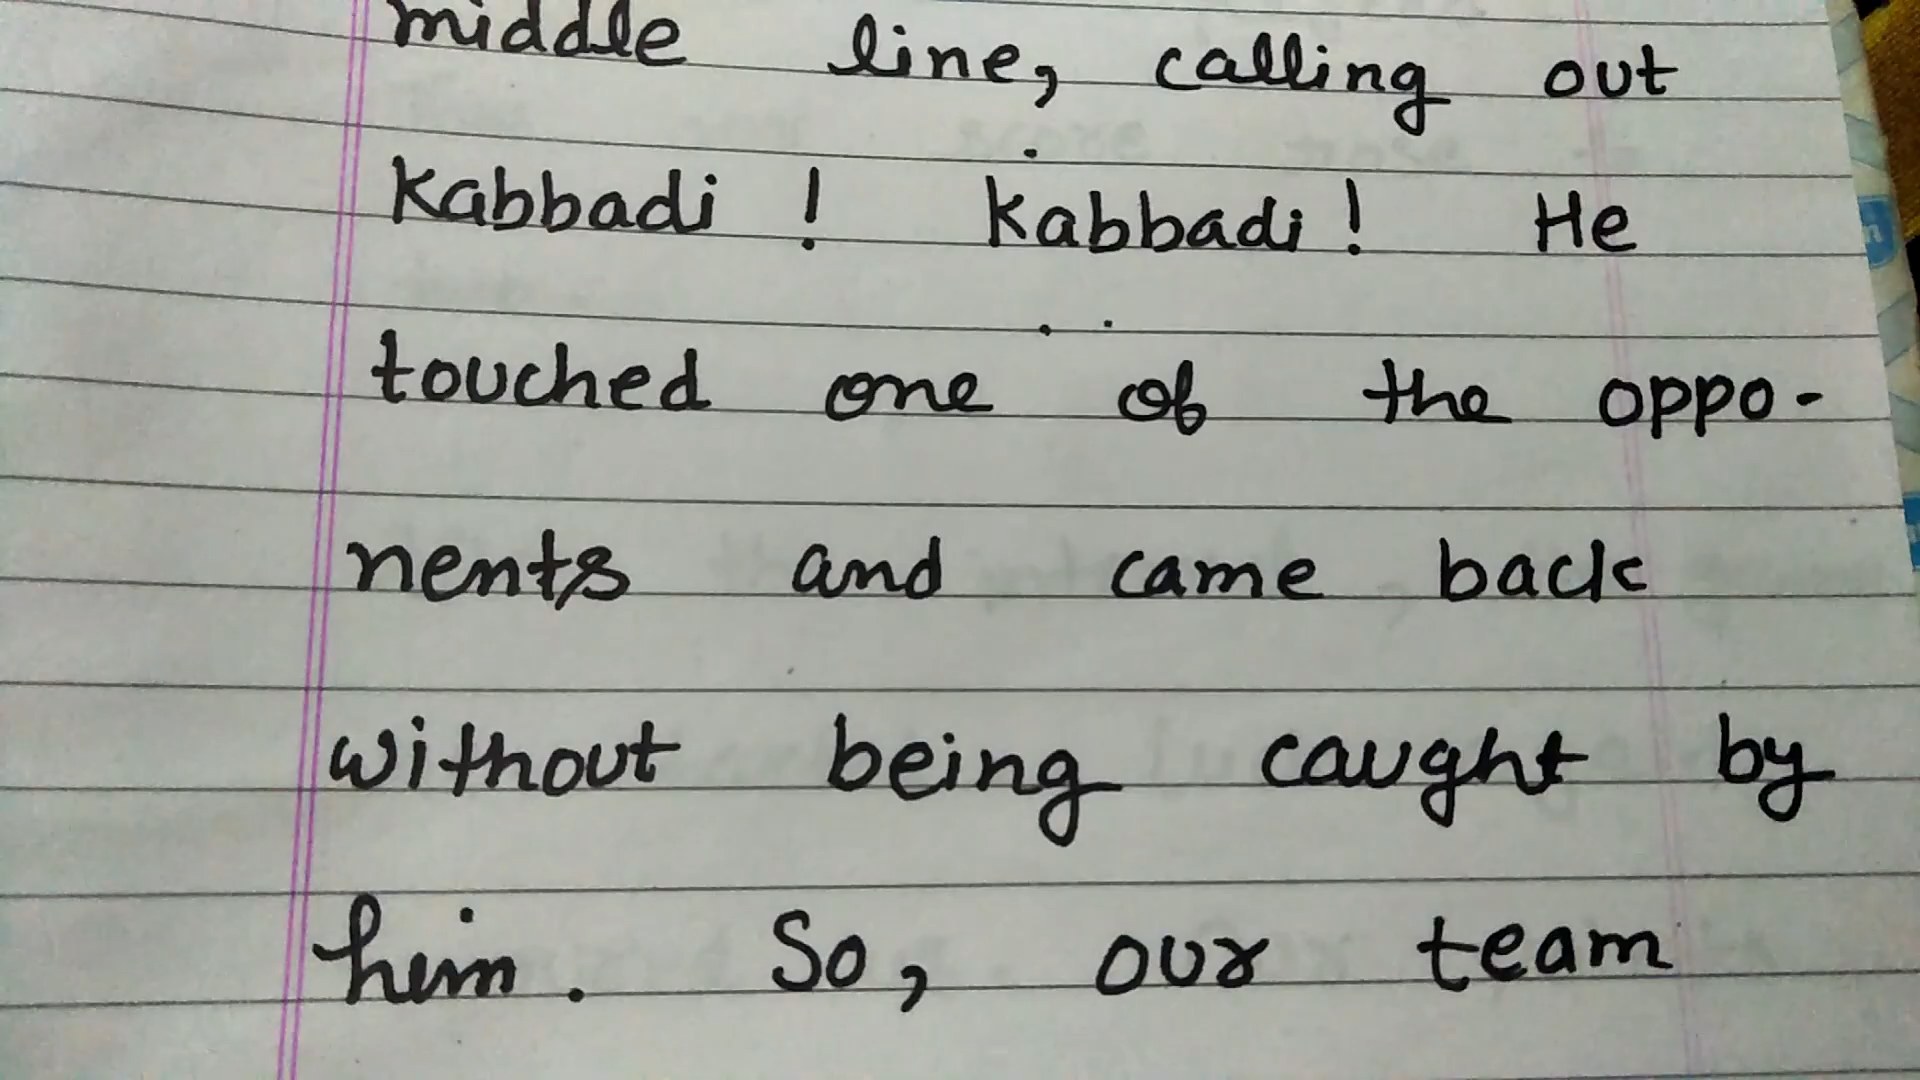 middle line, calling out
Kabbadi ! Kabbadi ! He
touched one of the oppo-
nents and came back
without being caught by
him. So, our team